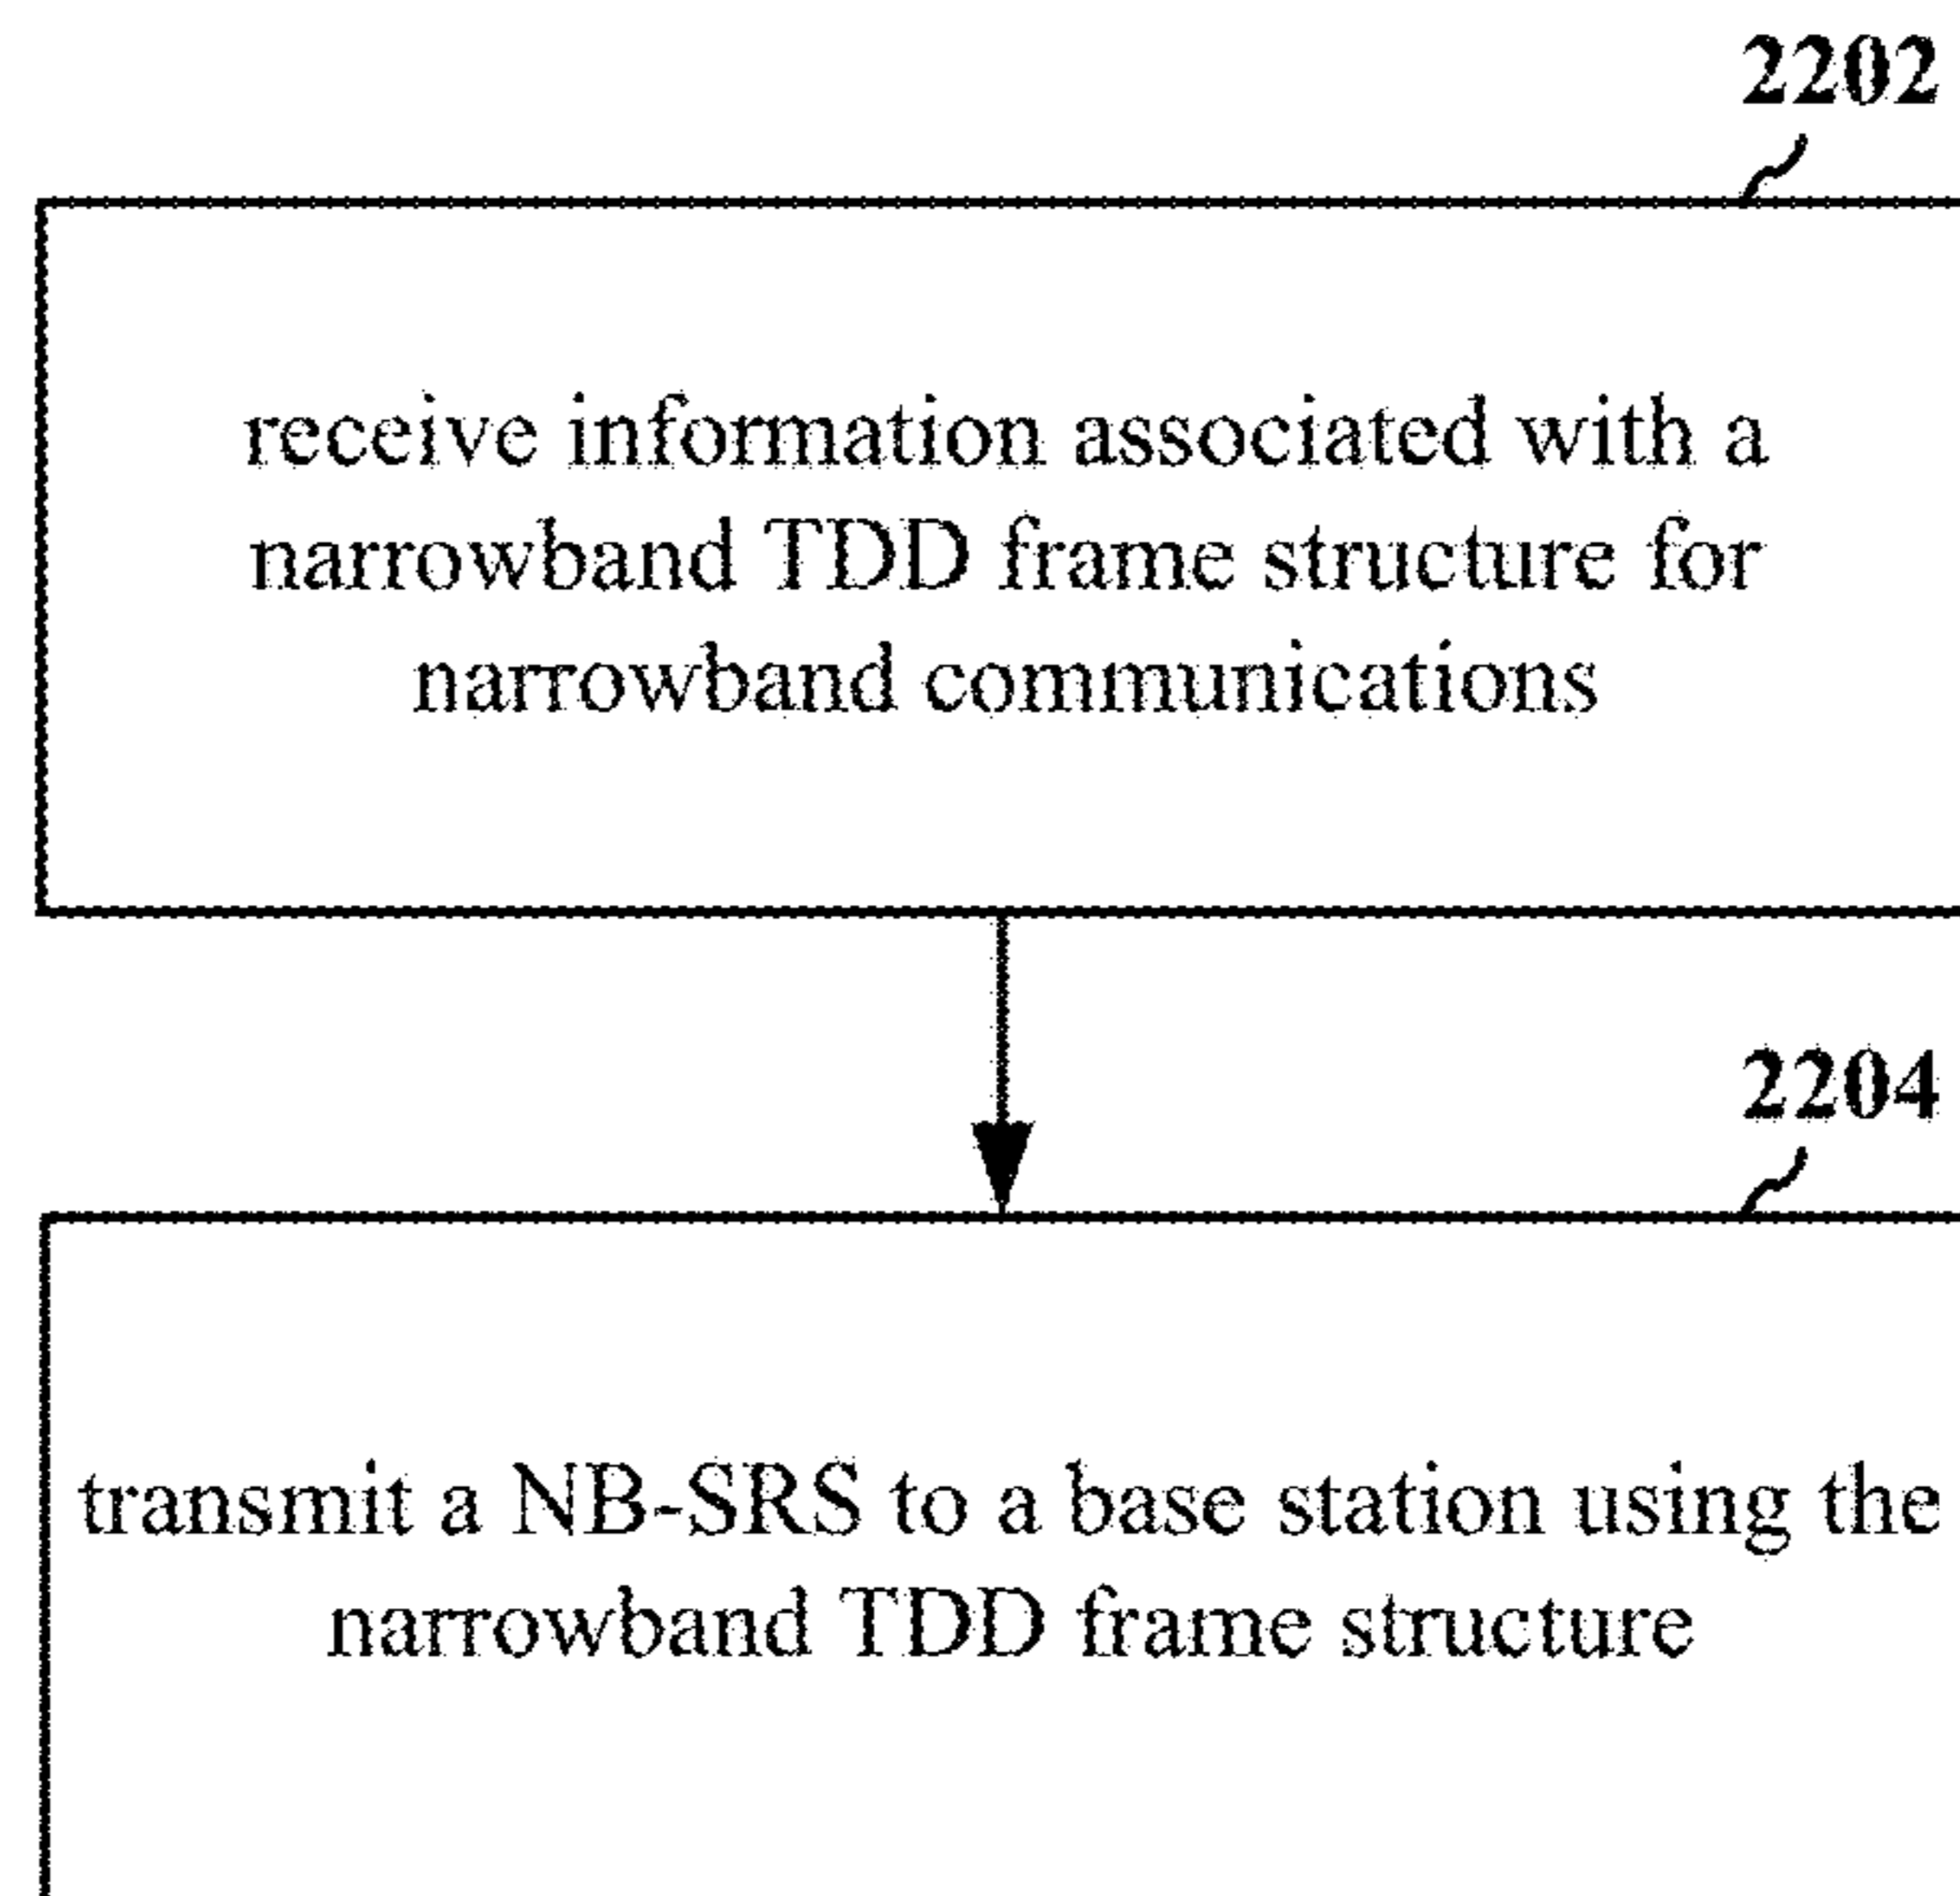 2202
receive information associated with a
narrowband TDD frame structure for
narrowband communications
2204
transmit a NB-SRS to a base station using the
narrowband TDD frame structure